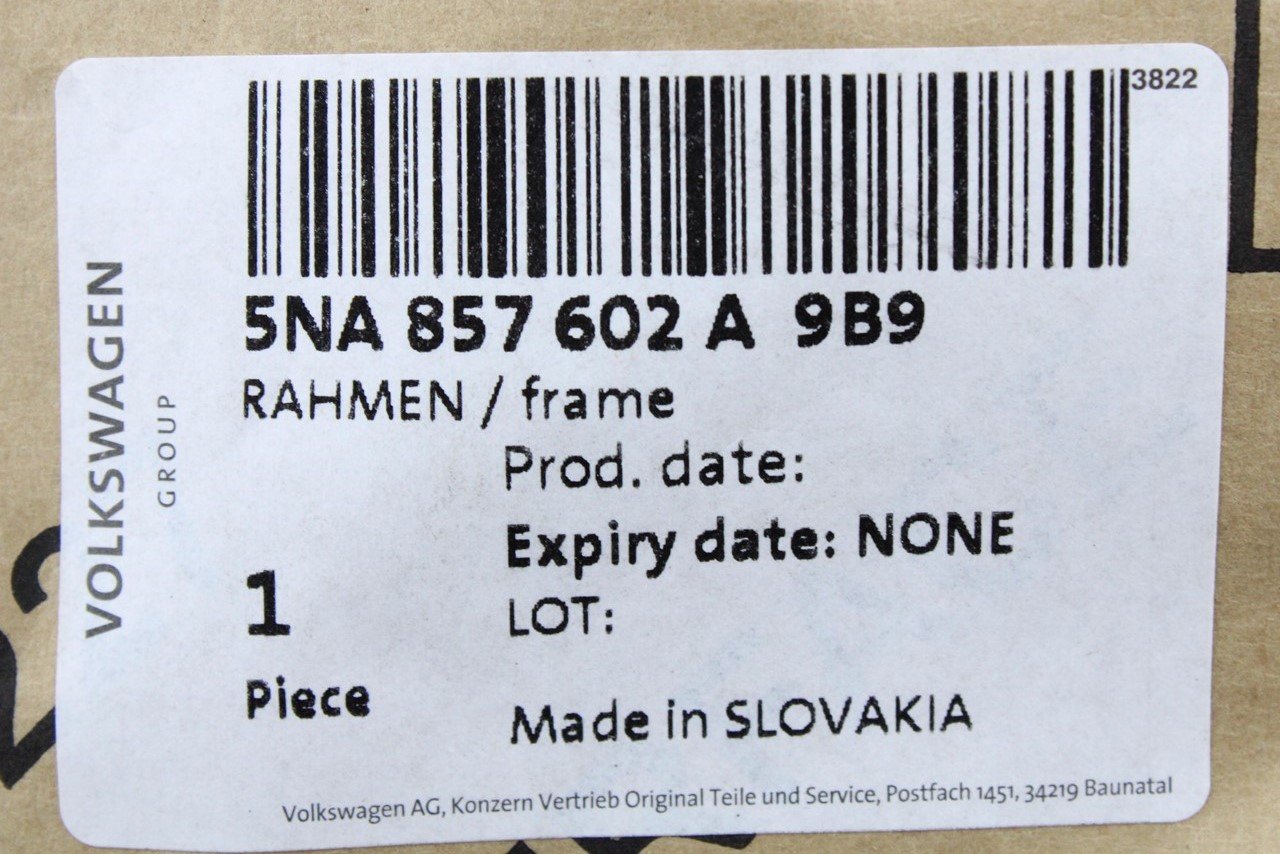 3822
5NA 857 602 A 9B9
RAHMEN / frame
Prod. date:
Expiry date: NONE
1
LOT:
Piece
Made in SLOVAKIA
Volkswagen AG, Konzern Vertrieb Original Teile und Service, Postfach 1451, 34219 Baunatal
VOLKSWAGEN
GROUP